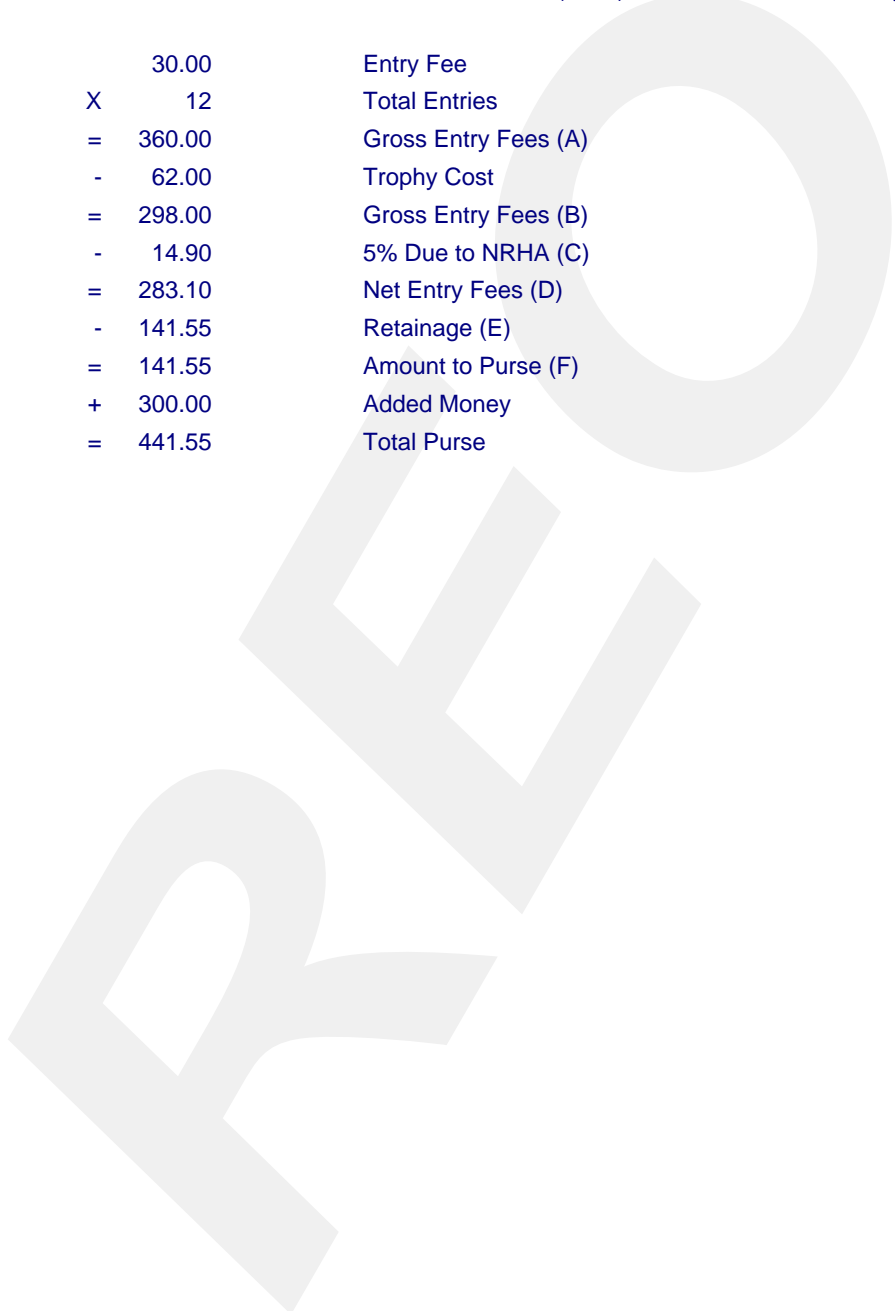 30.00 Entry Fee
X 12 Total Entries
= 360.00 Gross Entry Fees (A)
- 62.00 Trophy Cost
= 298.00 Gross Entry Fees (B)
- 14.90 5% Due to NRHA (C)
= 283.10 Net Entry Fees (D)
- 141.55 Retainage (E)
= 141.55 Amount to Purse (F)
+ 300.00 Added Money
= 441.55 Total Purse
REO